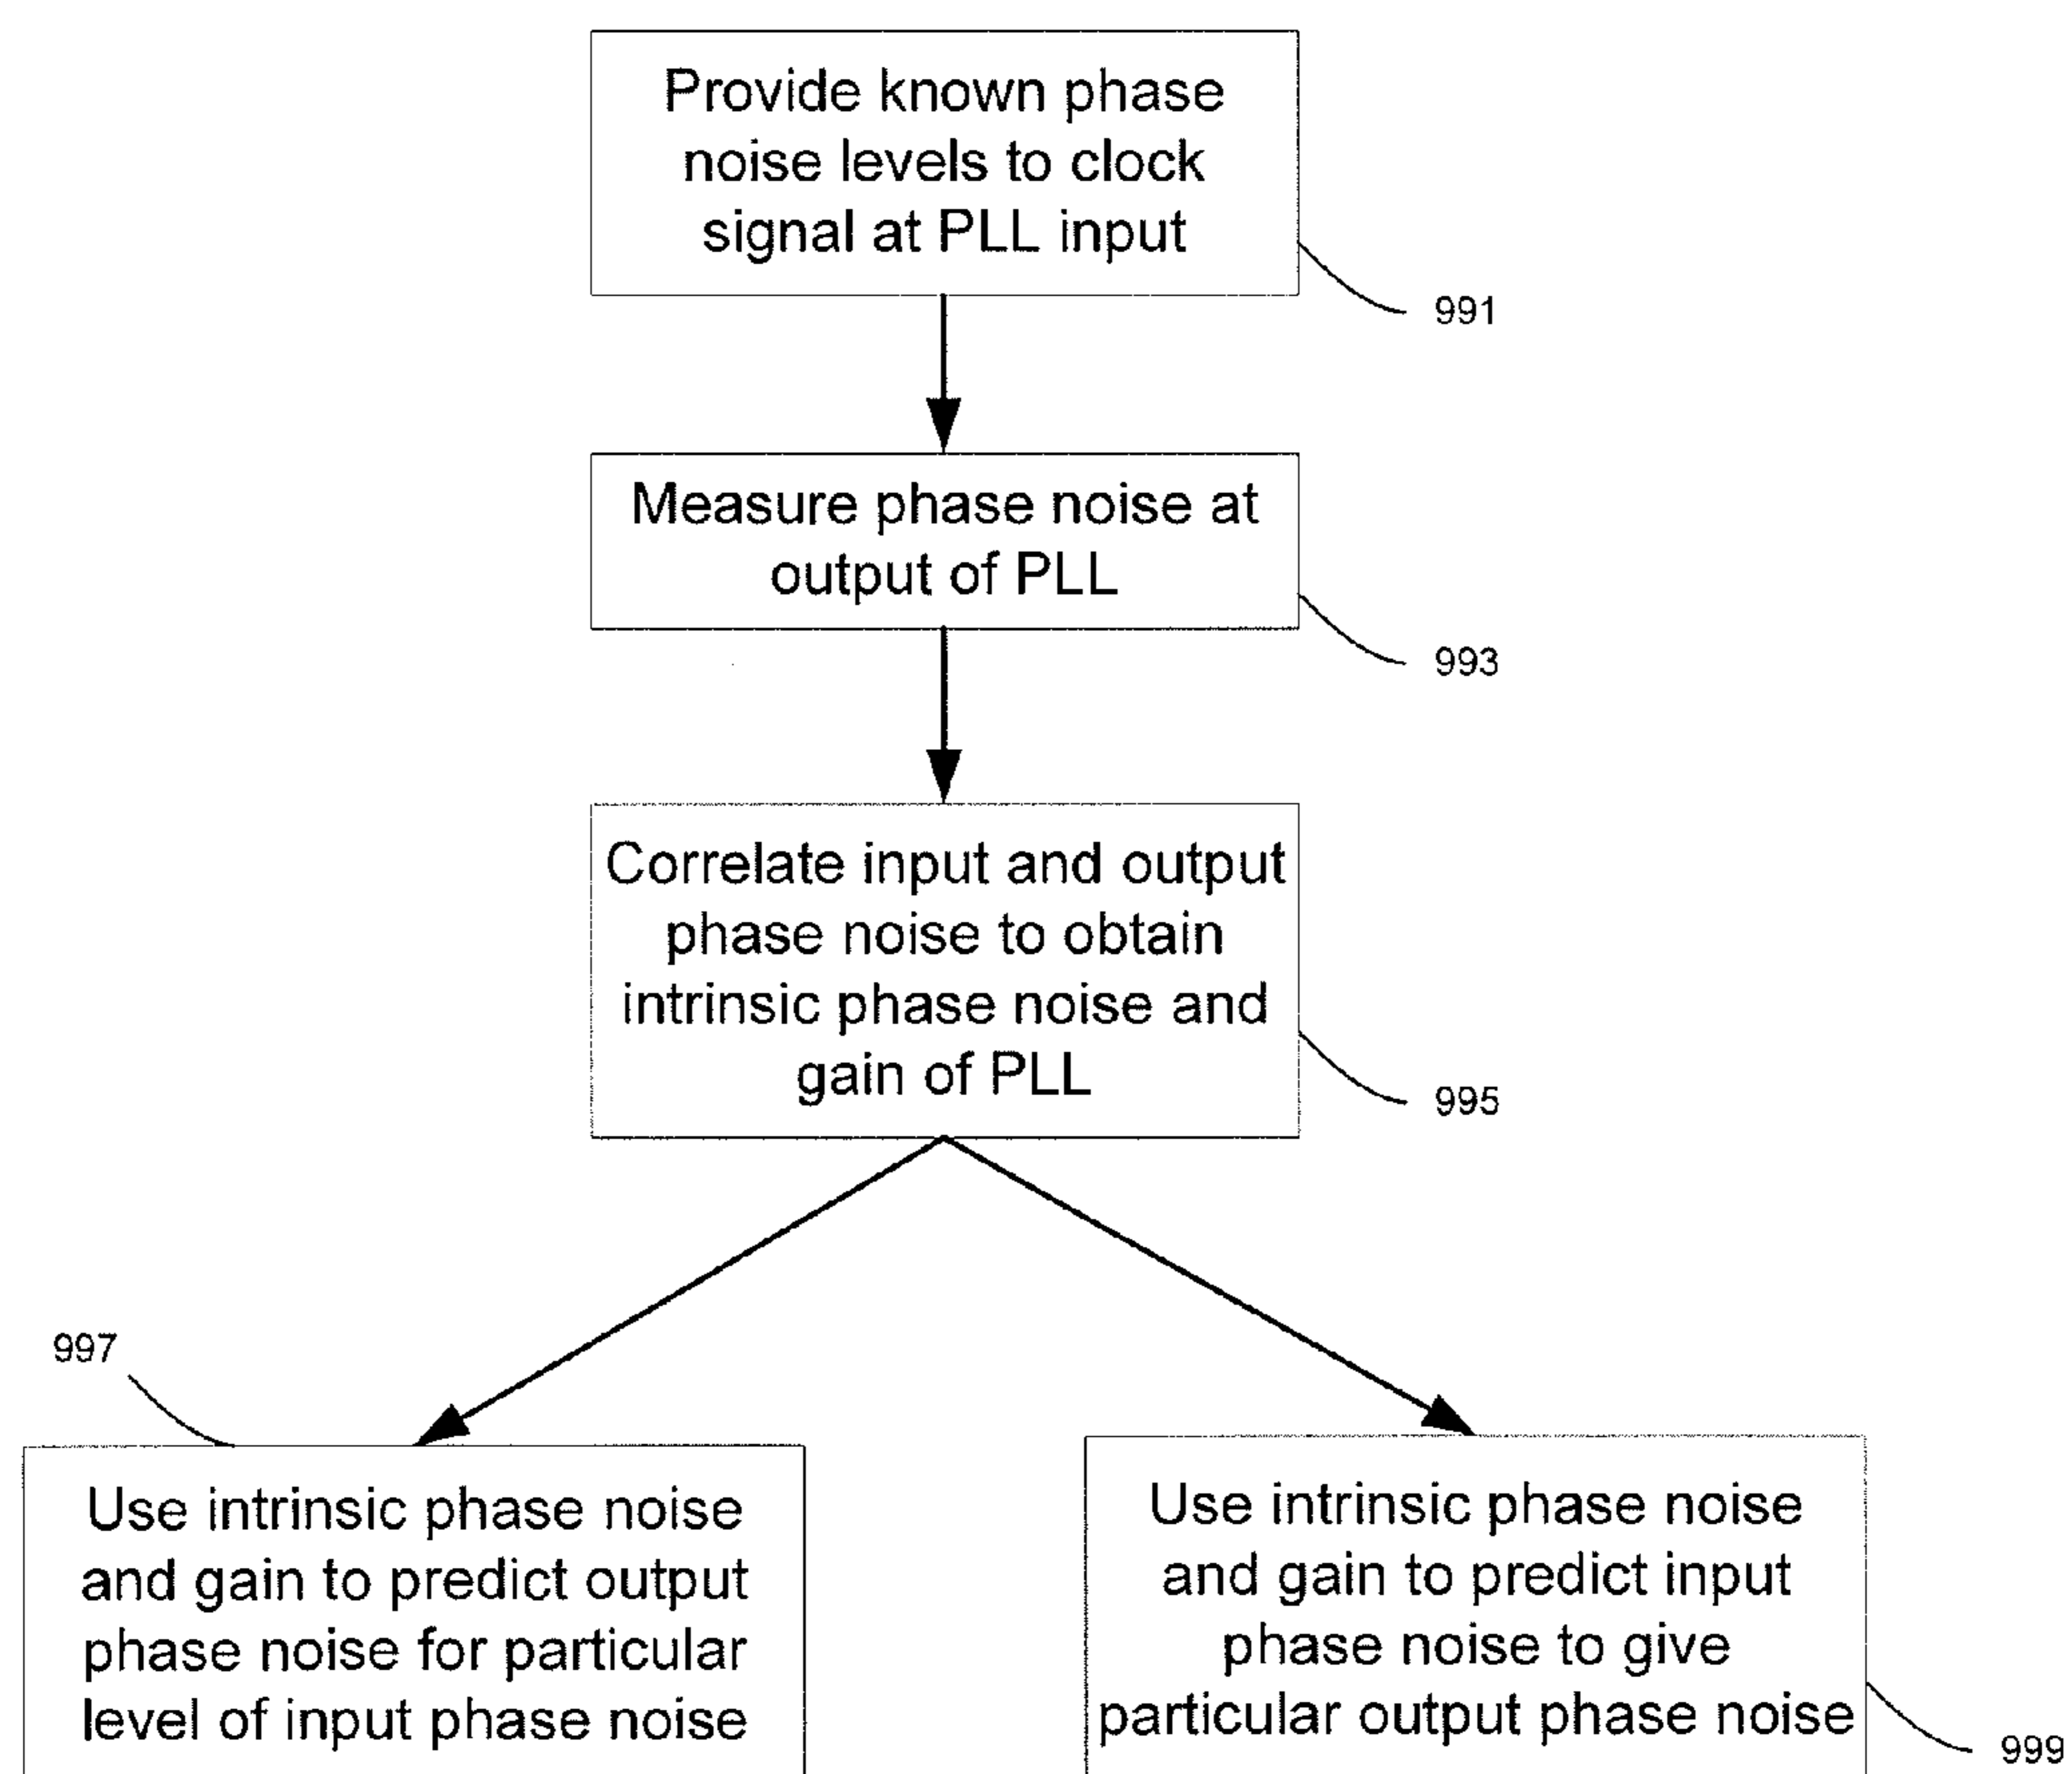 Provide known phase
noise levels to clock
signal at PLL input
991
Measure phase noise at
output of PLL
993
Correlate input and output
phase noise to obtain
intrinsic phase noise and
gain of PLL
995
997
Use intrinsic phase noise
and gain to predict output
phase noise for particular
level of input phase noise
Use intrinsic phase noise
and gain to predict input
phase noise to give
particular output phase noise
999